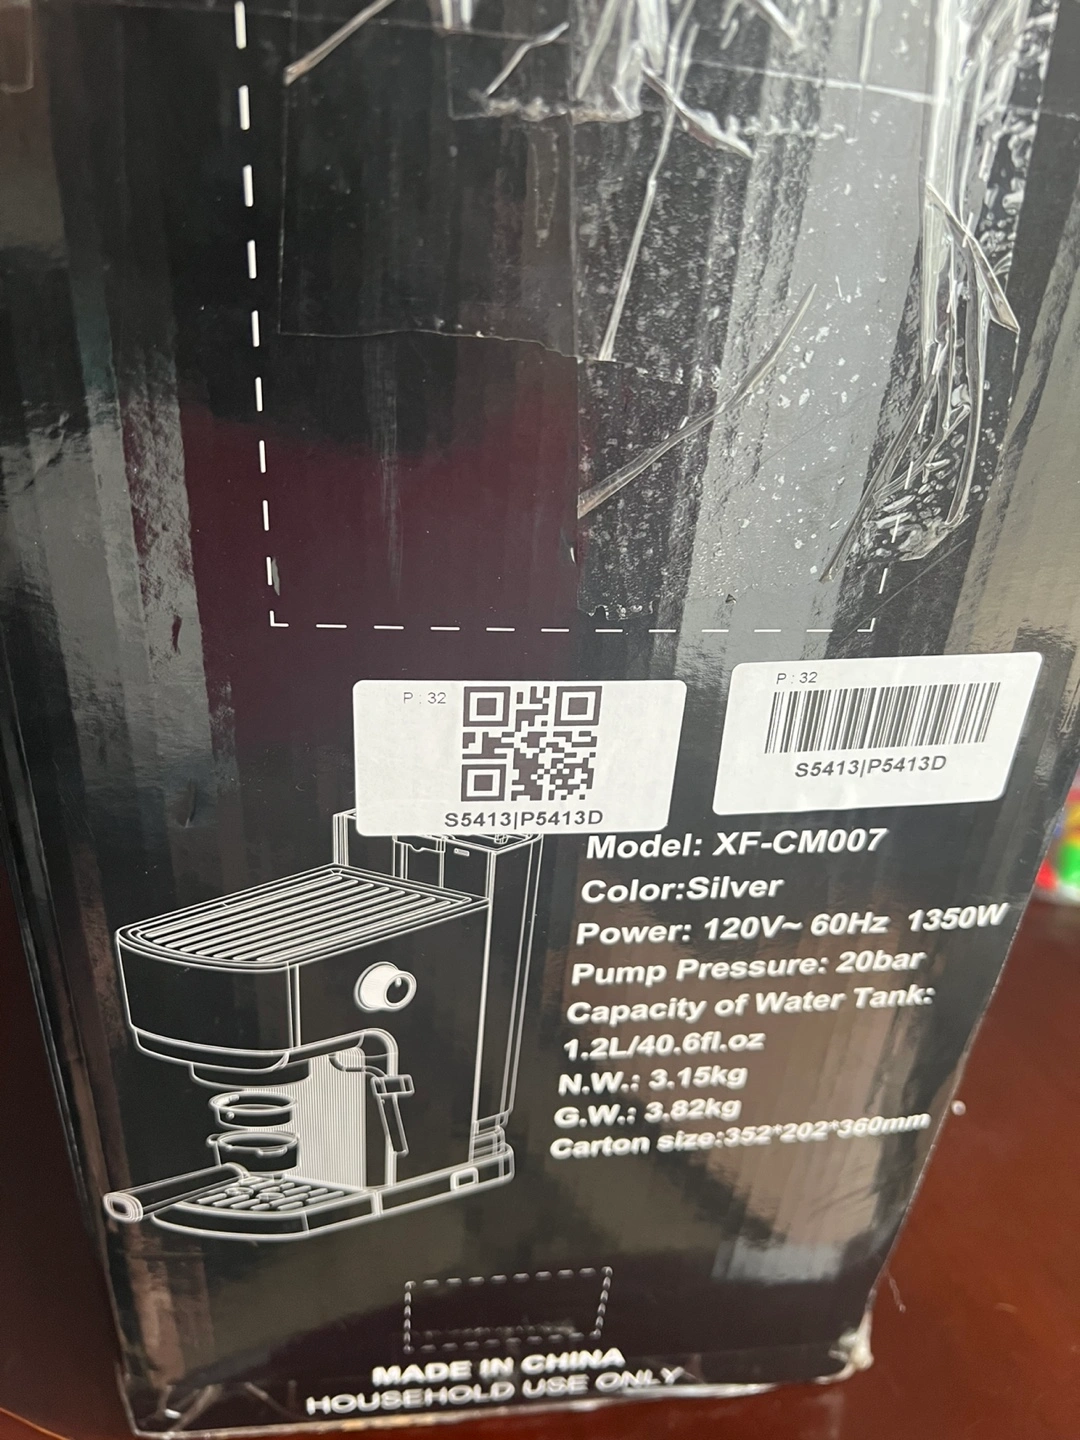 P : 32
S5413|P5413D
P : 32
S5413|P5413D
Model: XF-CM007
Color:Silver
Power: 120V~ 60Hz 1350W
Pump Pressure: 20bar
Capacity of Water Tank:
1.2L/40.6fl.oz
N.W.: 3.15kg
G.W.: 3.82kg
Carton size:352*202*360mm
MADE IN CHINA
HOUSEHOLD USE ONLY